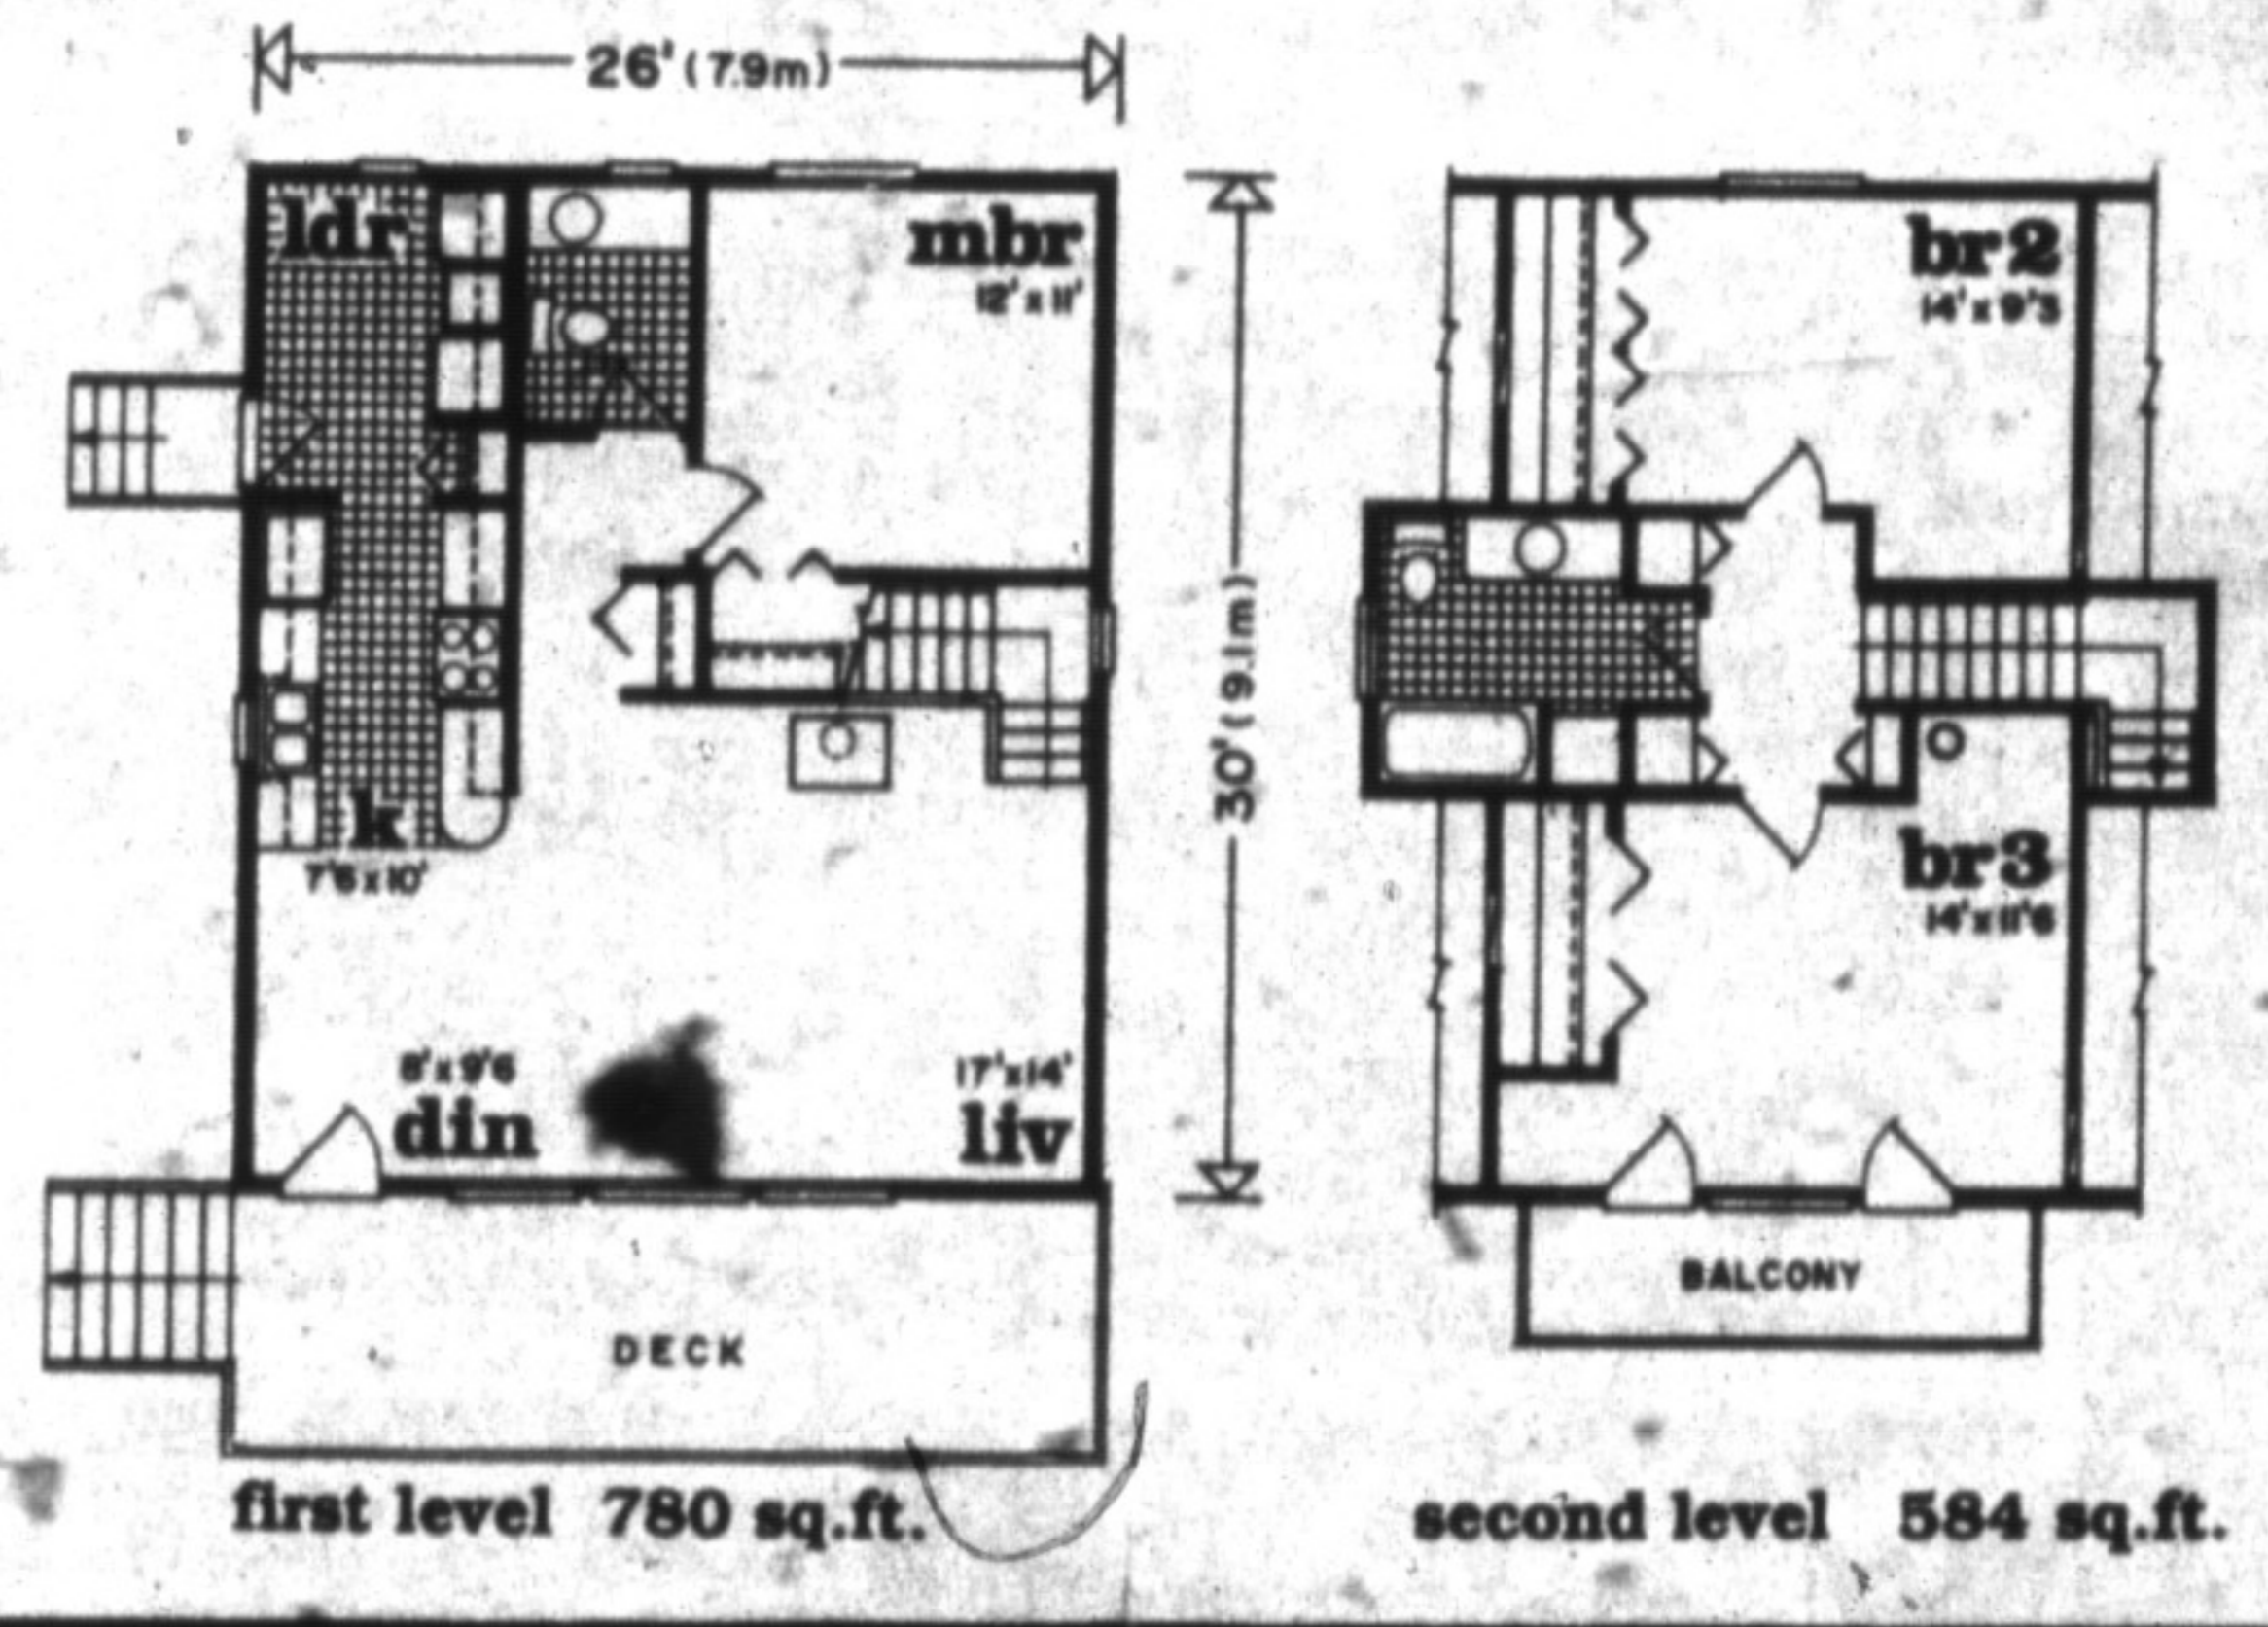 26' (7.9m)
ldr
mbr
12' x 11'
k
7'6 x 10'
8' x 9'6
din
17' x 14'
liv
DECK
first level 780 sq.ft.
30' (9.1m)
br2
14' x 9'3
br3
14' x 11'6
BALCONY
second level 584 sq.ft.